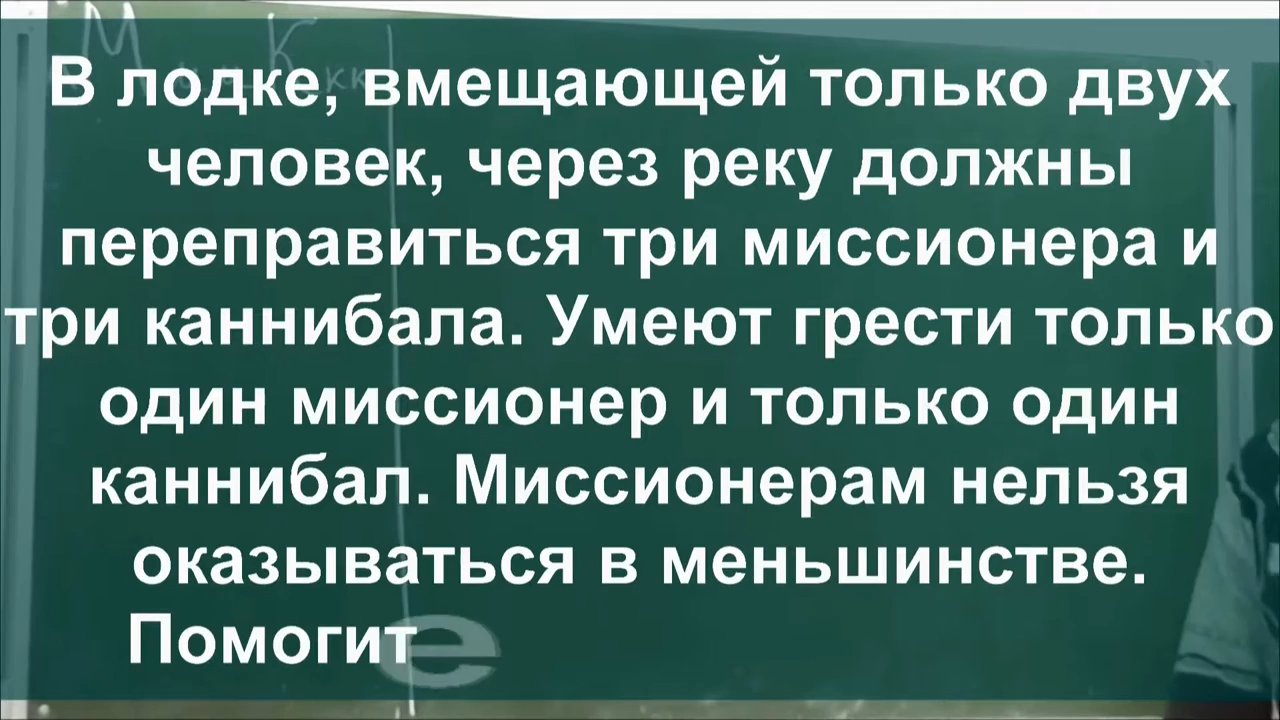 М К
кк
В лодке, вмещающей только двух
человек, через реку должны
переправиться три миссионера и
три каннибала. Умеют грести только
один миссионер и только один
каннибал. Миссионерам нельзя
оказываться в меньшинстве.
Помогите